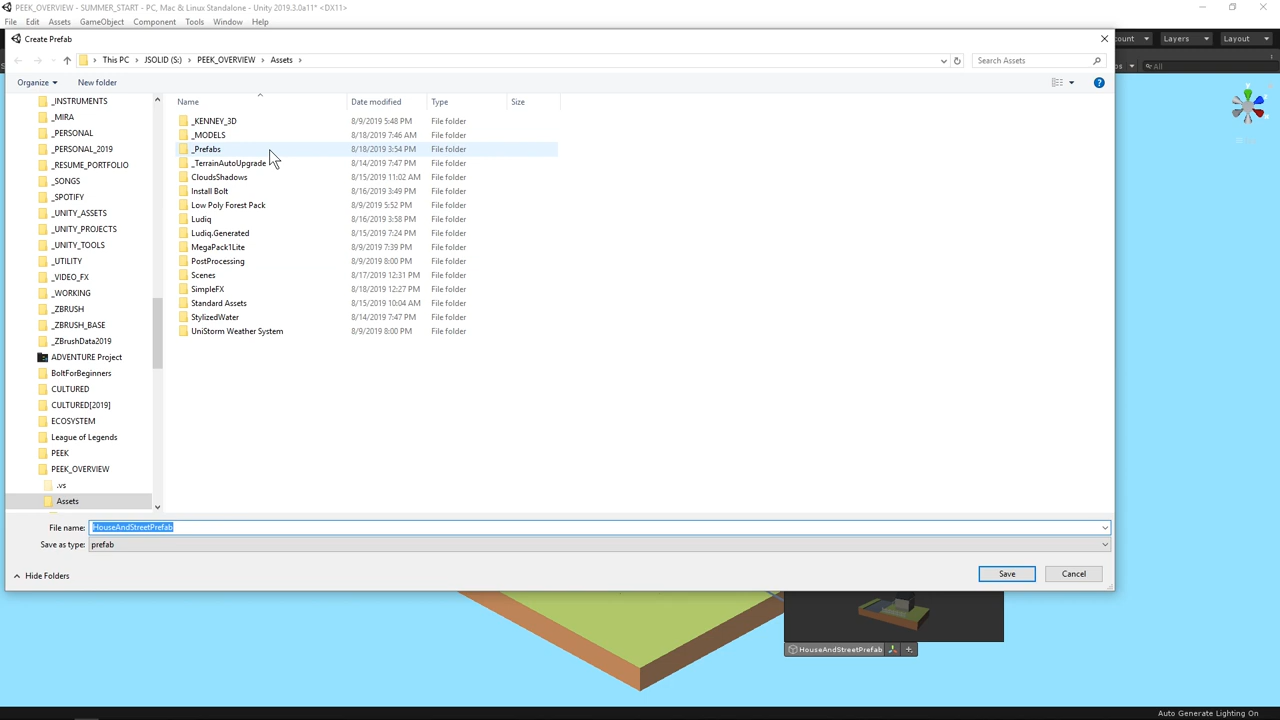 PEEK_OVERVIEW - SUMMER_START - PC, Mac & Linux Standalone - Unity 2019.3.0a11* <DX11>
File Edit Assets GameObject Component Tools Window Help
Create Prefab
This PC > JSOLID (S:) > PEEK_OVERVIEW > Assets >
Search Assets
Organize
New folder
Name Date modified Type Size
_KENNEY_3D 8/9/2019 5:48 PM File folder
_MODELS 8/18/2019 7:46 AM File folder
_Prefabs 8/18/2019 3:54 PM File folder
_TerrainAutoUpgrade 8/14/2019 7:47 PM File folder
CloudsShadows 8/15/2019 11:02 AM File folder
Install Bolt 8/16/2019 3:49 PM File folder
Low Poly Forest Pack 8/9/2019 5:52 PM File folder
Ludiq 8/16/2019 3:58 PM File folder
Ludiq.Generated 8/15/2019 7:24 PM File folder
MegaPack1Lite 8/9/2019 7:39 PM File folder
PostProcessing 8/9/2019 8:00 PM File folder
Scenes 8/17/2019 12:31 PM File folder
SimpleFX 8/18/2019 12:27 PM File folder
Standard Assets 8/15/2019 10:04 AM File folder
StylizedWater 8/14/2019 7:47 PM File folder
UniStorm Weather System 8/9/2019 8:00 PM File folder
_INSTRUMENTS
_MIRA
_PERSONAL
_PERSONAL_2019
_RESUME_PORTFOLIO
_SONGS
_SPOTIFY
_UNITY_ASSETS
_UNITY_PROJECTS
_UNITY_TOOLS
_UTILITY
_VIDEO_FX
_WORKING
_ZBRUSH
_ZBRUSH_BASE
_ZBrushData2019
ADVENTURE Project
BoltForBeginners
CULTURED
CULTURED[2019]
ECOSYSTEM
League of Legends
PEEK
PEEK_OVERVIEW
.vs
Assets
File name: HouseAndStreetPrefab
Save as type: prefab
Hide Folders
Save
Cancel
Layers
Layout
All
HouseAndStreetPrefab
Auto Generate Lighting On